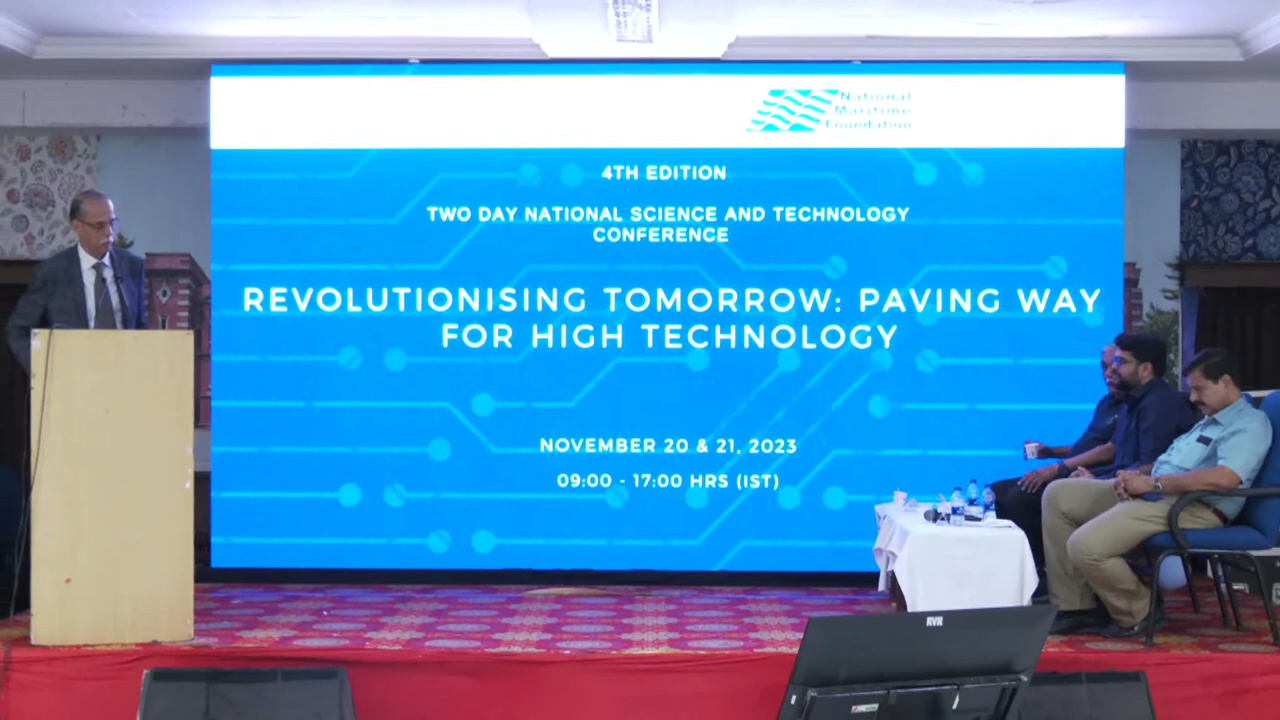 National
Maritime
Foundation
4TH EDITION
TWO DAY NATIONAL SCIENCE AND TECHNOLOGY
CONFERENCE
REVOLUTIONISING TOMORROW: PAVING WAY
FOR HIGH TECHNOLOGY
NOVEMBER 20 & 21, 2023
09:00 - 17:00 HRS (IST)
RVR